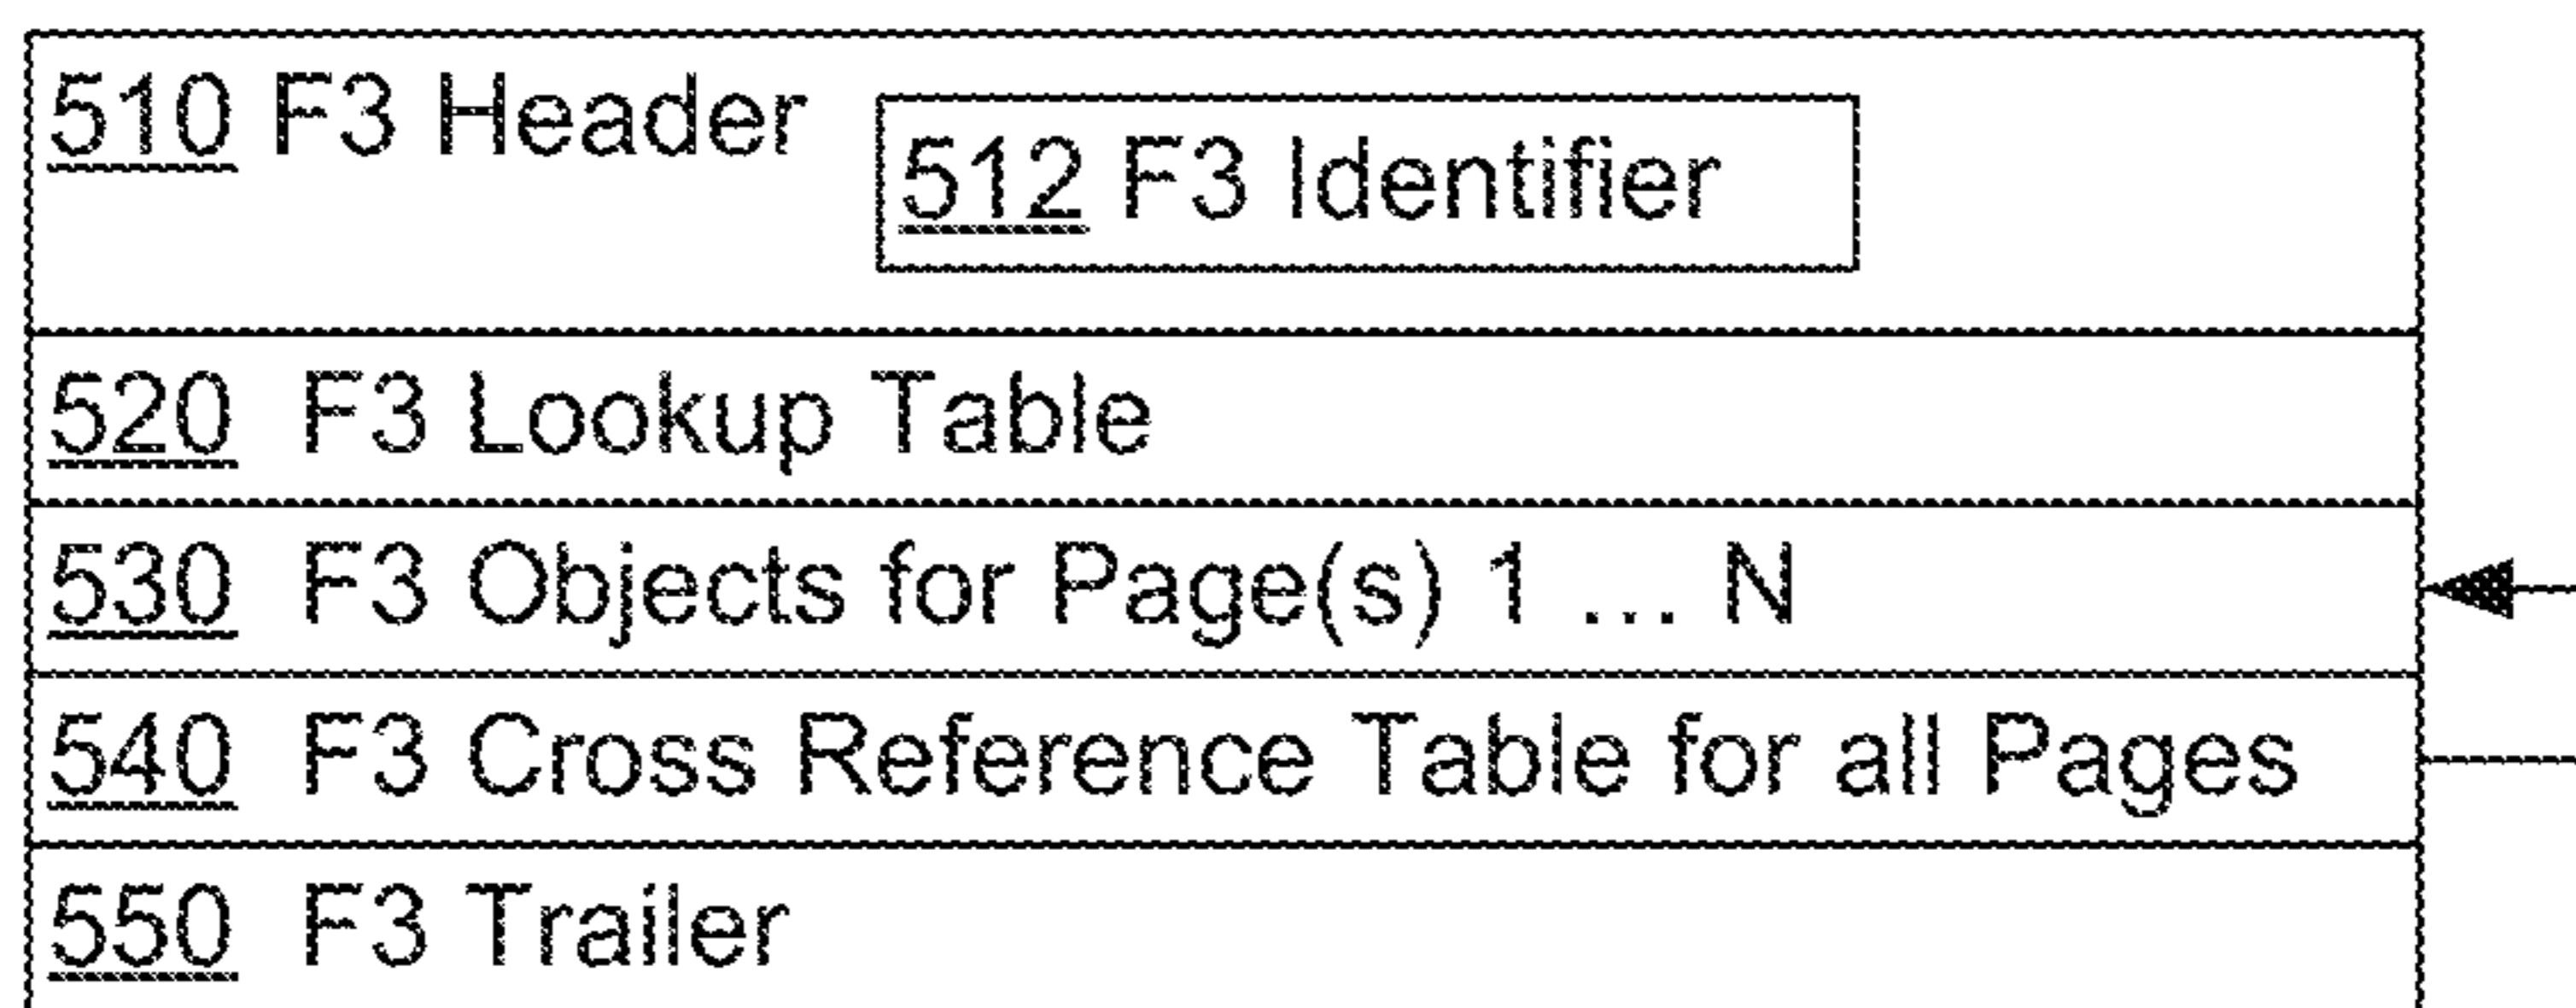 510 F3 Header
512 F3 Identifier
520 F3 Lookup Table
530 F3 Objects for Page(s) 1 ... N
540 F3 Cross Reference Table for all Pages
550 F3 Trailer